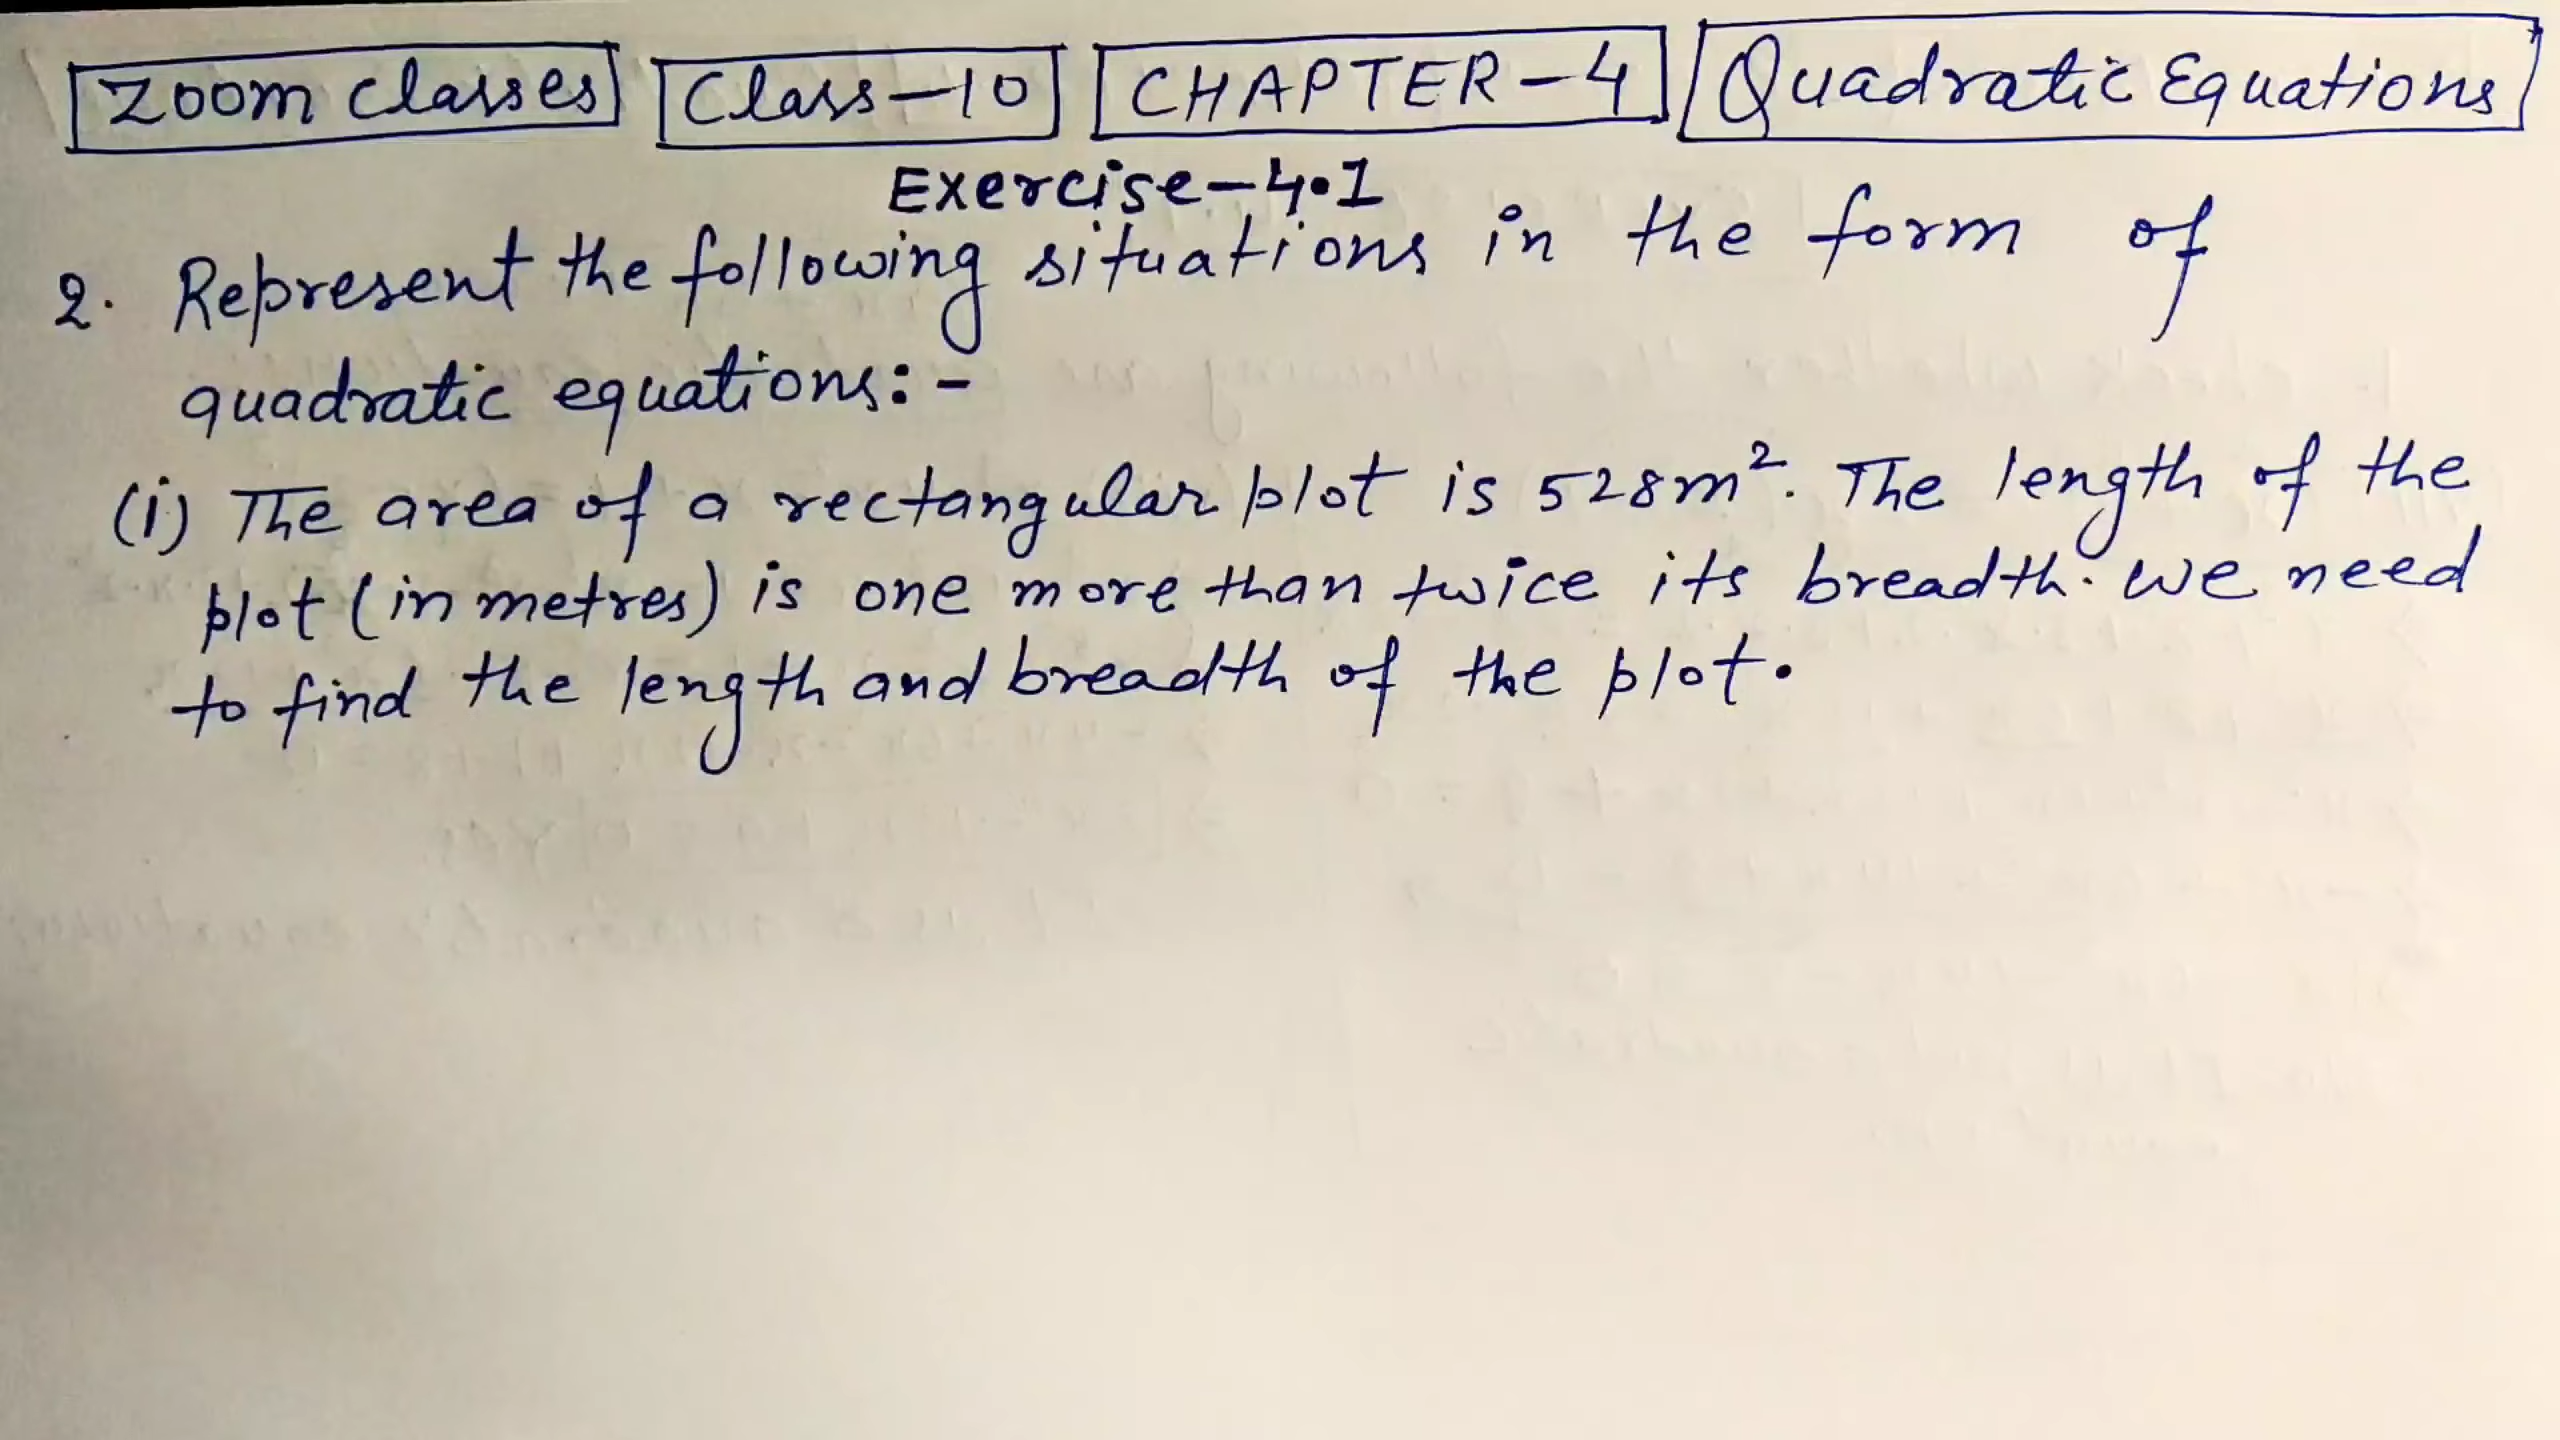 Zoom classes Class-10 CHAPTER-4 Quadratic Equations
Exercise-4.1
2. Represent the following situations in the form of
quadratic equations:-
(i) The area of a rectangular plot is 528m². The length of the
plot (in metres) is one more than twice its breadth. we need
to find the length and breadth of the plot.